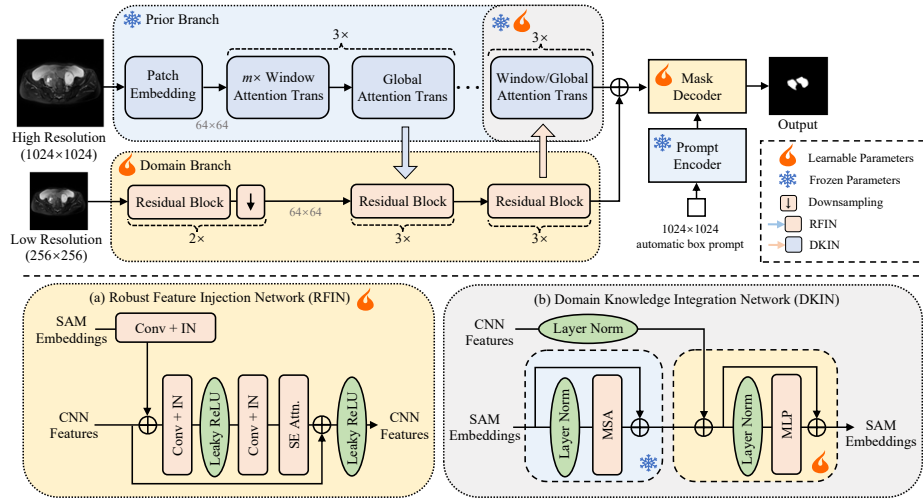 Prior Branch
3×
3×
Patch
Embedding
m× Window
Attention Trans
Global
Attention Trans
...
Window/Global
Attention Trans
64×64
High Resolution
(1024×1024)
Mask
Decoder
Output
Prompt
Encoder
1024×1024
automatic box prompt
Domain Branch
Residual Block
↓
64×64
Residual Block
Residual Block
2×
3×
3×
Low Resolution
(256×256)
Learnable Parameters
Frozen Parameters
↓
Downsampling
RFIN
DKIN
(a) Robust Feature Injection Network (RFIN)
SAM
Embeddings
Conv + IN
CNN
Features
Conv + IN
Leaky ReLU
Conv + IN
SE Attn.
Leaky ReLU
CNN
Features
(b) Domain Knowledge Integration Network (DKIN)
CNN
Features
Layer Norm
SAM
Embeddings
Layer Norm
MSA
Layer Norm
MLP
SAM
Embeddings